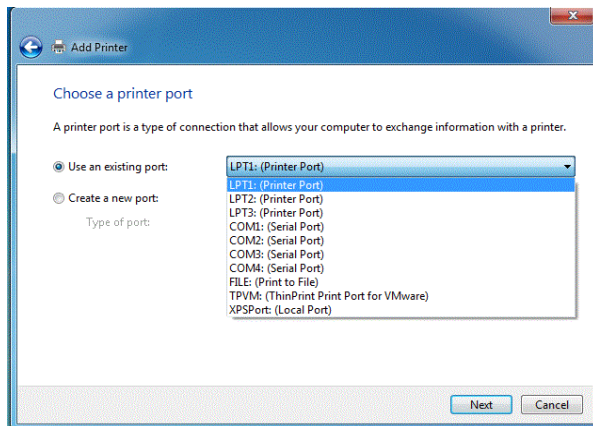 Add Printer
Choose a printer port
A printer port is a type of connection that allows your computer to exchange information with a printer.
Use an existing port:
LPT1: (Printer Port)
LPT1: (Printer Port)
Create a new port:
LPT2: (Printer Port)
LPT3: (Printer Port)
Type of port:
COM1: (Serial Port)
COM2: (Serial Port)
COM3: (Serial Port)
COM4: (Serial Port)
FILE: (Print to File)
TPVM: (ThinPrint Print Port for VMware)
XPSPort: (Local Port)
Next
Cancel